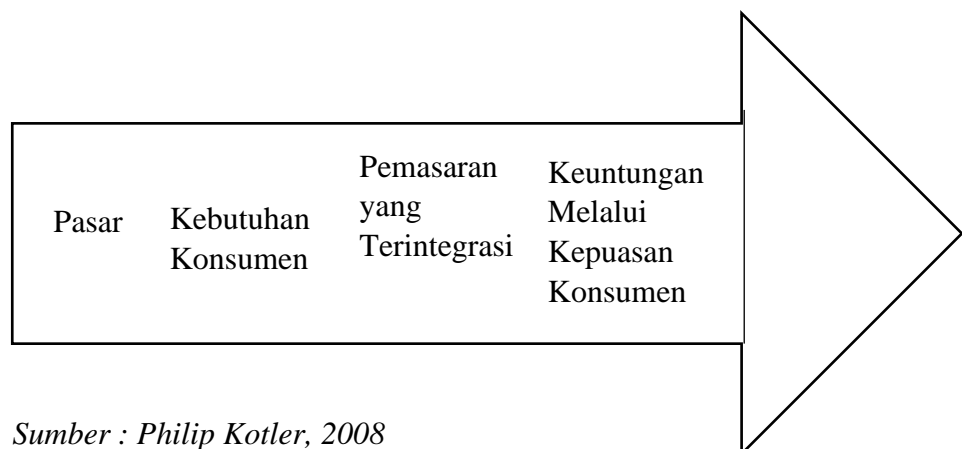 Pasar
Kebutuhan
Konsumen
Pemasaran
yang
Terintegrasi
Keuntungan
Melalui
Kepuasan
Konsumen
Sumber : Philip Kotler, 2008